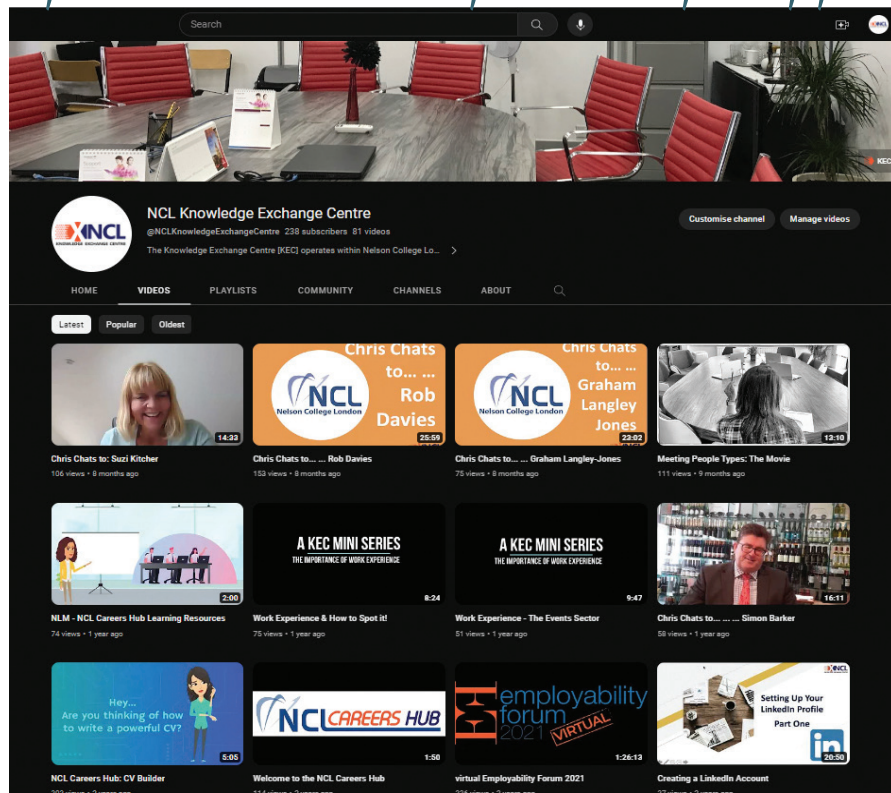 Search
XNCL
KEC
XNCL
KNOWLEDGE EXCHANGE CENTRE
NCL Knowledge Exchange Centre
@NCLKnowledgeExchangeCentre 238 subscribers 81 videos
The Knowledge Exchange Centre [KEC] operates within Nelson College Lo...
Customise channel Manage videos
HOME VIDEOS PLAYLISTS COMMUNITY CHANNELS ABOUT
Latest Popular Oldest
14:33
Chris Chats to: Suzi Kitcher
106 views • 8 months ago
Chris Chats
to... ...
Rob
Davies
NCL
Nelson College London
25:59
Chris Chats to... ... Rob Davies
153 views • 8 months ago
Chris Chats
to... ...
Graham
Langley
Jones
NCL
Nelson College London
23:02
Chris Chats to... ... Graham Langley-Jones
75 views • 8 months ago
13:10
Meeting People Types: The Movie
111 views • 9 months ago
2:00
NLM - NCL Careers Hub Learning Resources
74 views • 1 year ago
A KEC MINI SERIES
THE IMPORTANCE OF WORK EXPERIENCE
8:24
Work Experience & How to Spot it!
75 views • 1 year ago
A KEC MINI SERIES
THE IMPORTANCE OF WORK EXPERIENCE
9:47
Work Experience - The Events Sector
51 views • 1 year ago
16:11
Chris Chats to... ... ... Simon Barker
58 views • 1 year ago
Hey...
Are you thinking of how
to write a powerful CV?
5:05
NCL Careers Hub: CV Builder
NCL CAREERS HUB
1:50
Welcome to the NCL Careers Hub
employability
forum
2021 VIRTUAL
1:26:13
virtual Employability Forum 2021
XNCL
Setting Up Your
LinkedIn Profile
Part One
in
20:50
Creating a LinkedIn Account